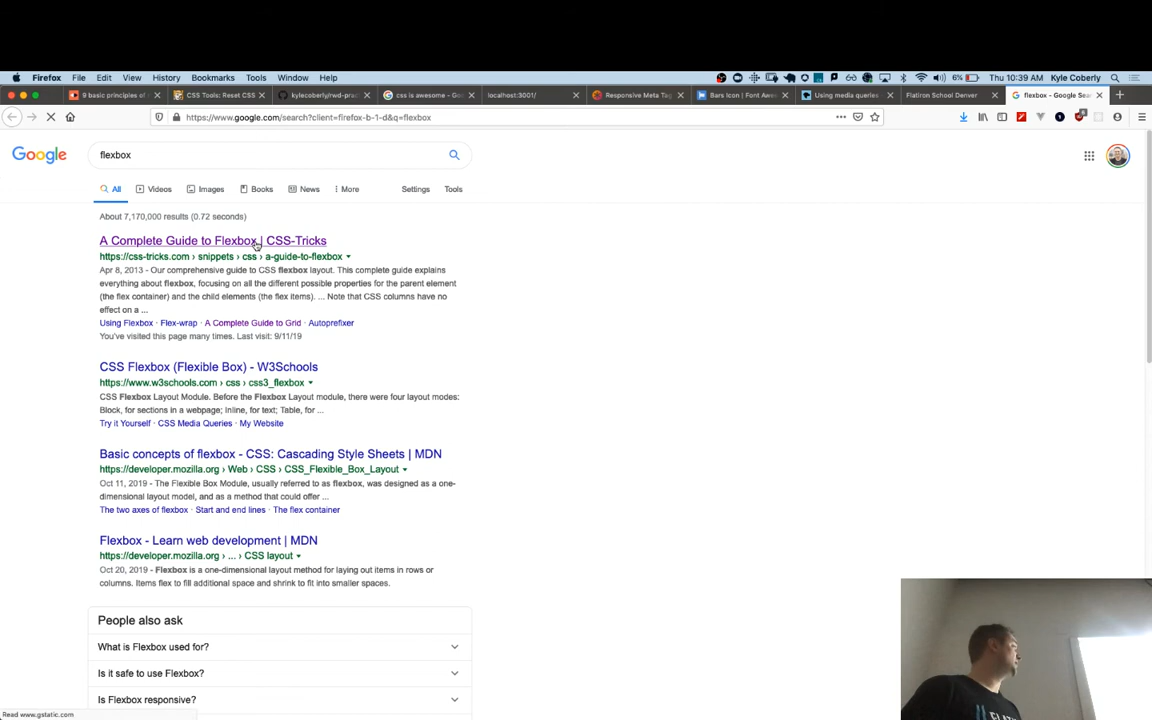 Firefox File Edit View History Bookmarks Tools Window Help 6% Thu 10:39 AM Kyle Coberly
9 basic principles of CSS Tools: Reset CSS kylecoberly/rwd-prac css is awesome - Go localhost:3001/ Responsive Meta Tag Bars Icon | Font Awe Using media queries Flatiron School Denver flexbox - Google Sea
https://www.google.com/search?client=firefox-b-1-d&q=flexbox
Google flexbox
All Videos Images Books News More Settings Tools
About 7,170,000 results (0.72 seconds)
A Complete Guide to Flexbox | CSS-Tricks
https://css-tricks.com › snippets › css › a-guide-to-flexbox
Apr 8, 2013 - Our comprehensive guide to CSS flexbox layout. This complete guide explains
everything about flexbox, focusing on all the different possible properties for the parent element
(the flex container) and the child elements (the flex items). ... Note that CSS columns have no
effect on a ...
Using Flexbox · Flex-wrap · A Complete Guide to Grid · Autoprefixer
You've visited this page many times. Last visit: 9/11/19
CSS Flexbox (Flexible Box) - W3Schools
https://www.w3schools.com › css › css3_flexbox
CSS Flexbox Layout Module. Before the Flexbox Layout module, there were four layout modes:
Block, for sections in a webpage; Inline, for text; Table, for ...
Try it Yourself · CSS Media Queries · My Website
Basic concepts of flexbox - CSS: Cascading Style Sheets | MDN
https://developer.mozilla.org › Web › CSS › CSS_Flexible_Box_Layout
Oct 11, 2019 - The Flexible Box Module, usually referred to as flexbox, was designed as a one-
dimensional layout model, and as a method that could offer ...
The two axes of flexbox · Start and end lines · The flex container
Flexbox - Learn web development | MDN
https://developer.mozilla.org › ... › CSS layout
Oct 20, 2019 - Flexbox is a one-dimensional layout method for laying out items in rows or
columns. Items flex to fill additional space and shrink to fit into smaller spaces.
People also ask
What is Flexbox used for?
Is it safe to use Flexbox?
Is Flexbox responsive?
Read www.gstatic.com